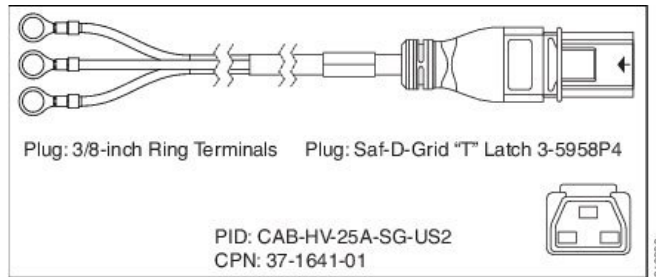 Plug: 3/8-inch Ring Terminals Plug: Saf-D-Grid “T” Latch 3-5958P4
PID: CAB-HV-25A-SG-US2
CPN: 37-1641-01